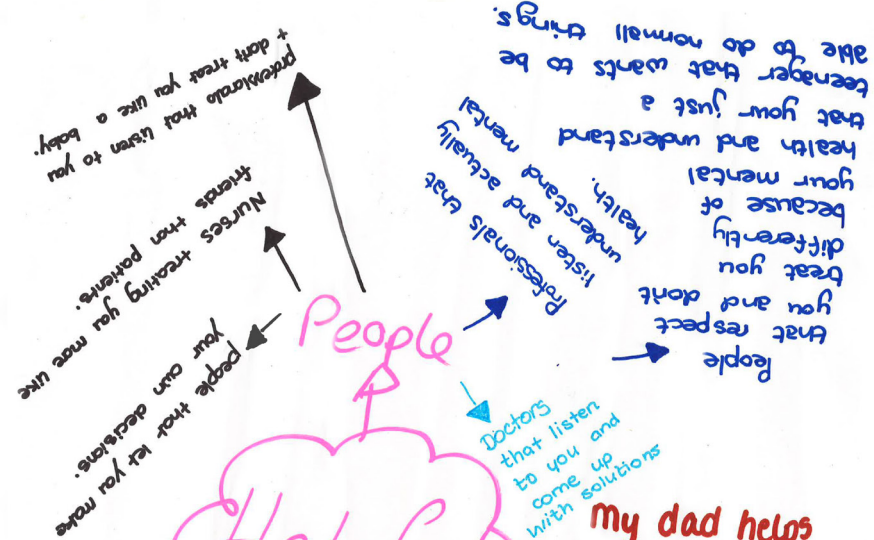 professionals that listen to you
+ don't treat you like a baby.
Nurses treating you more like
friends than patients.
people that let you make
your own decisions.
People
Professionals that
listen and actually
understand mental
health.
People
that respect
you and don't
treat you
differently
because of
your mental
health and understand
that your just a
teenager that wants to be
able to do normall things.
Doctors
that listen
to you and
come up
with solutions
My dad helps